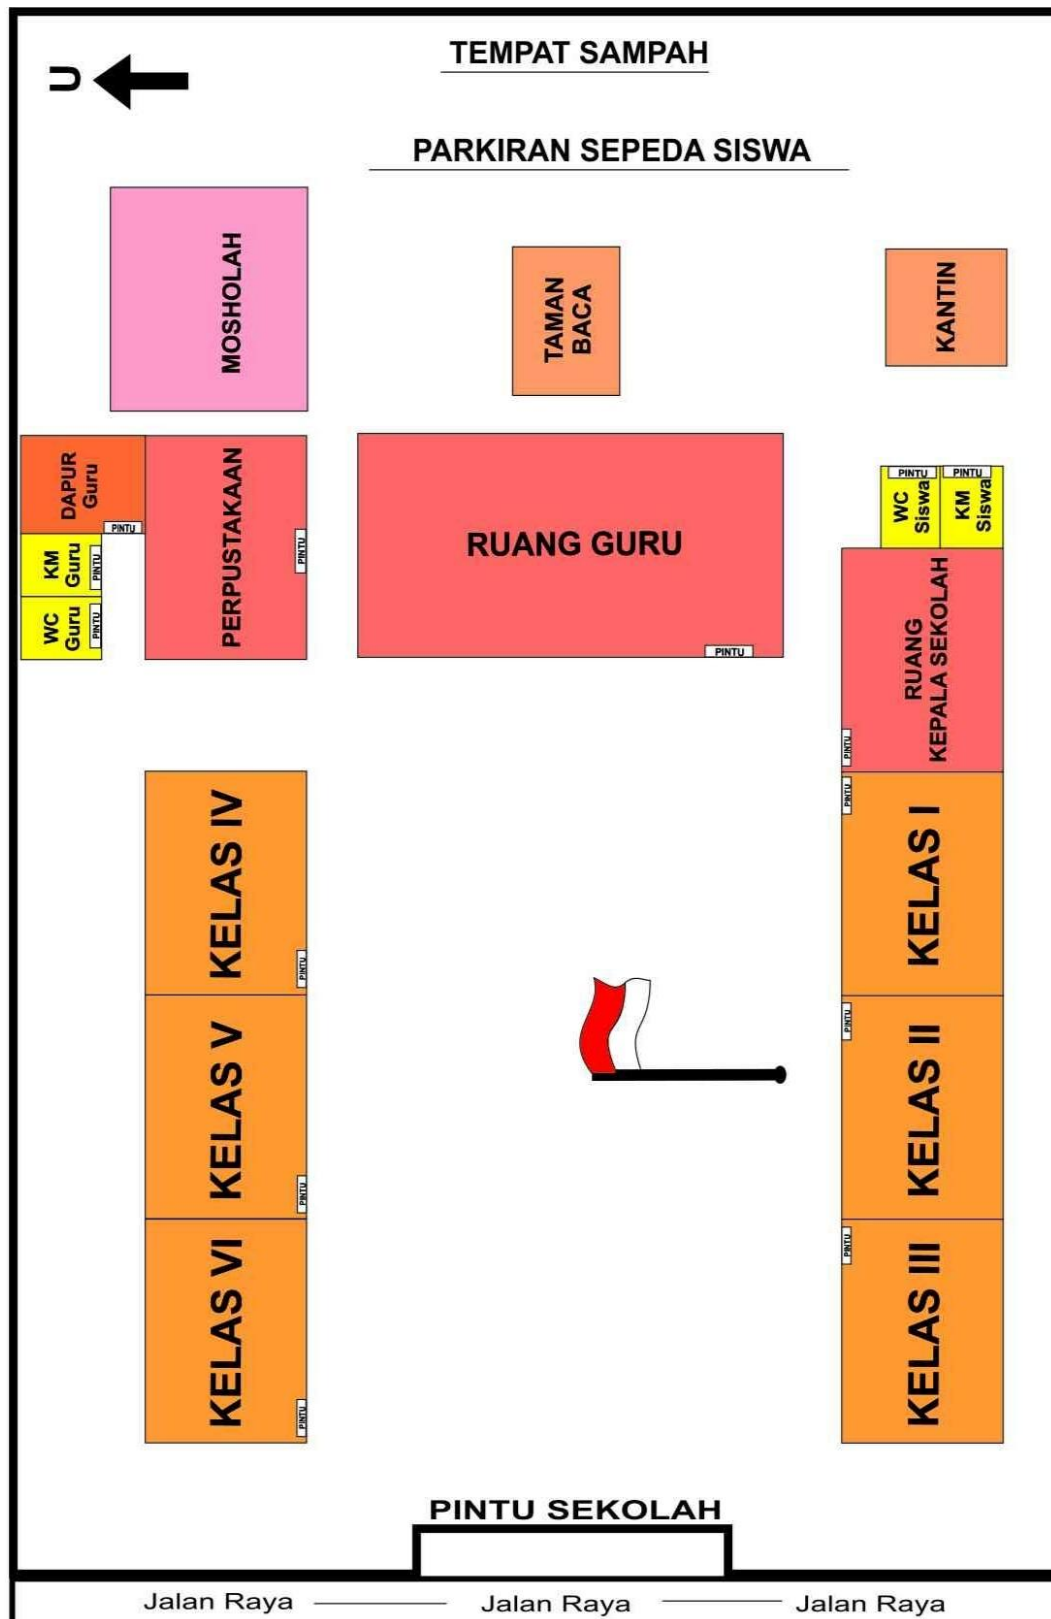 TEMPAT SAMPAH
U
PARKIRAN SEPEDA SISWA
MOSHOLAH
TAMAN
BACA
KANTIN
DAPUR
Guru
PINTU
KM
Guru
PINTU
WC
Guru
PINTU
PERPUSTAKAAN
PINTU
RUANG GURU
PINTU
PINTU
WC
Siswa
PINTU
KM
Siswa
RUANG
KEPALA SEKOLAH
PINTU
KELAS IV
PINTU
KELAS I
PINTU
KELAS V
PINTU
KELAS II
PINTU
KELAS VI
PINTU
KELAS III
PINTU
PINTU SEKOLAH
Jalan Raya Jalan Raya Jalan Raya